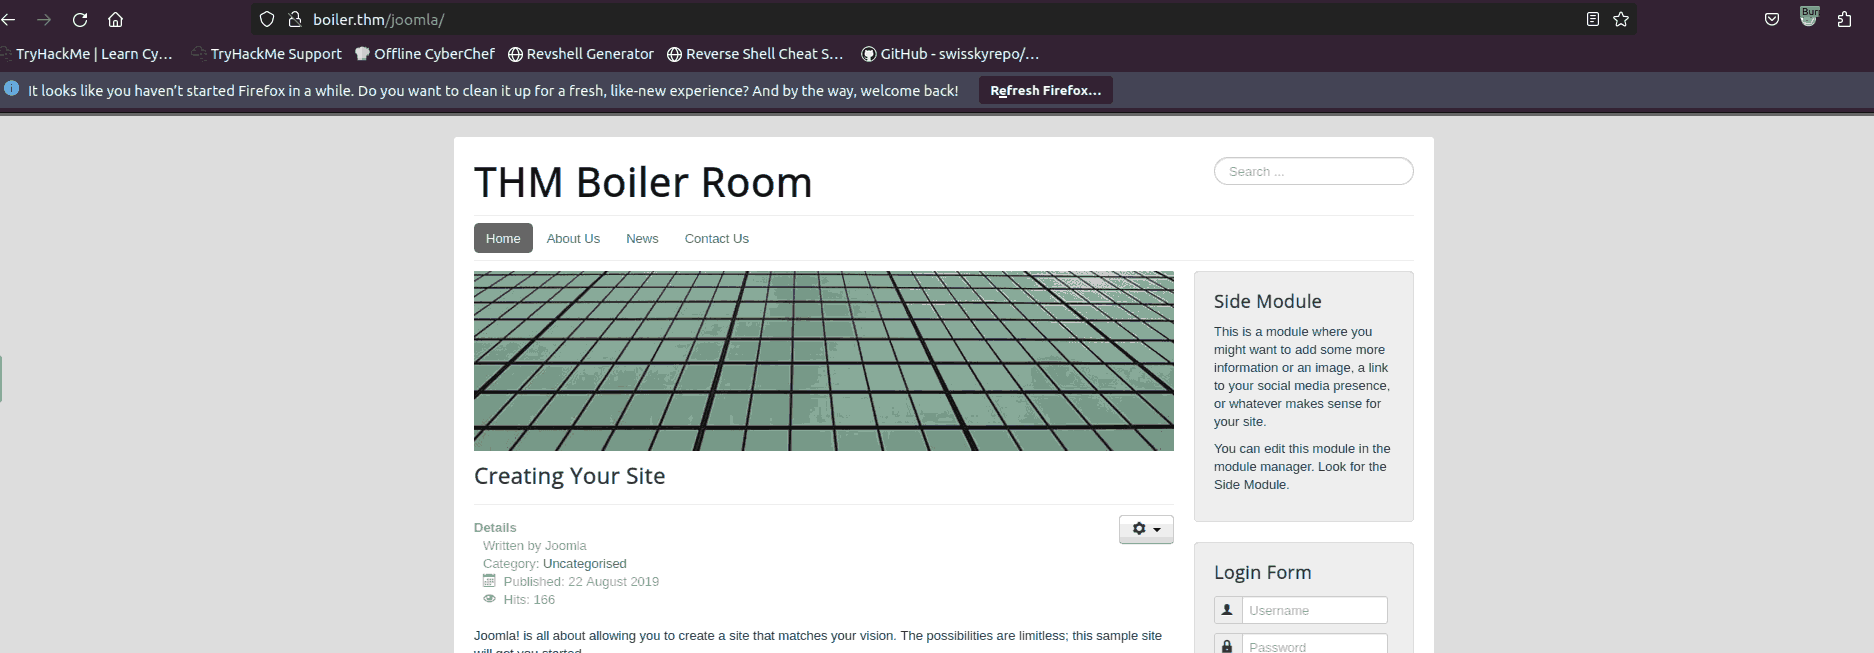 boiler.thm/joomla/
Bur
TryHackMe | Learn Cy... TryHackMe Support Offline CyberChef Revshell Generator Reverse Shell Cheat S... GitHub - swisskyrepo/...
It looks like you haven't started Firefox in a while. Do you want to clean it up for a fresh, like-new experience? And by the way, welcome back! Refresh Firefox...
THM Boiler Room
Search ...
Home About Us News Contact Us
Creating Your Site
Details
Written by Joomla
Category: Uncategorised
Published: 22 August 2019
Hits: 166
Joomla! is all about allowing you to create a site that matches your vision. The possibilities are limitless; this sample site
will get you started.
Side Module
This is a module where you
might want to add some more
information or an image, a link
to your social media presence,
or whatever makes sense for
your site.
You can edit this module in the
module manager. Look for the
Side Module.
Login Form
Username
Password